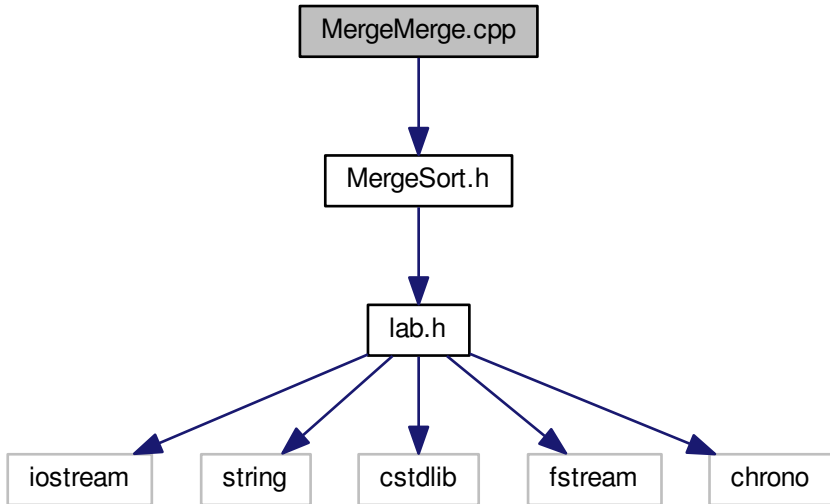 MergeMerge.cpp
MergeSort.h
lab.h
iostream
string
cstdlib
fstream
chrono